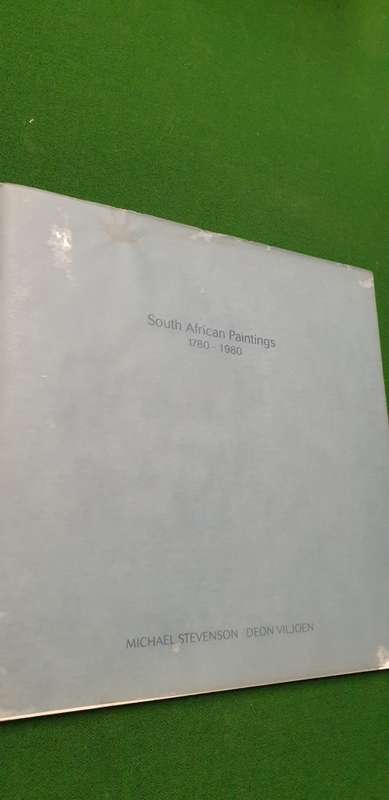 South African Paintings
1780 - 1980
MICHAEL STEVENSON DEON VILJOEN